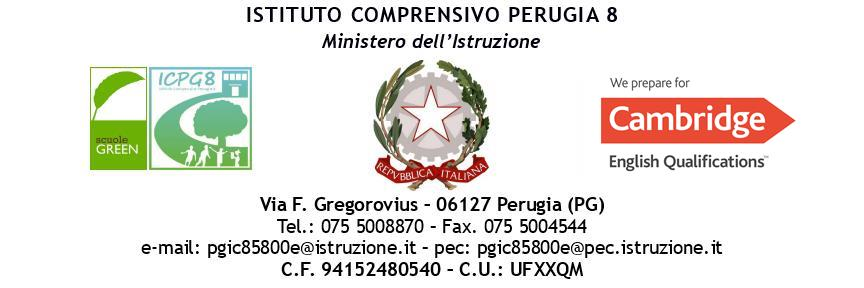 ISTITUTO COMPRENSIVO PERUGIA 8
Ministero dell'Istruzione
scuole
GREEN
ICPG8
REPVBBLICA ITALIANA
We prepare for
Cambridge
English Qualifications™
Via F. Gregorovius – 06127 Perugia (PG)
Tel.: 075 5008870 – Fax. 075 5004544
e-mail: pgic85800e@istruzione.it – pec: pgic85800e@pec.istruzione.it
C.F. 94152480540 – C.U.: UFXXQM